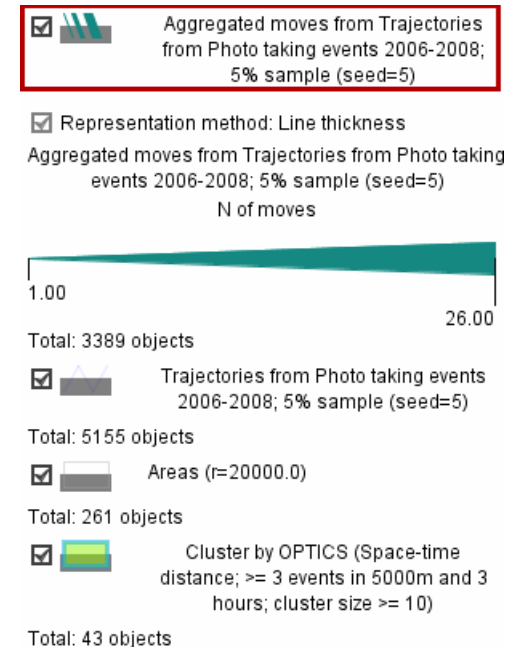 Aggregated moves from Trajectories
from Photo taking events 2006-2008;
5% sample (seed=5)
Representation method: Line thickness
Aggregated moves from Trajectories from Photo taking
events 2006-2008; 5% sample (seed=5)
N of moves
1.00
26.00
Total: 3389 objects
Trajectories from Photo taking events
2006-2008; 5% sample (seed=5)
Total: 5155 objects
Areas (r=20000.0)
Total: 261 objects
Cluster by OPTICS (Space-time
distance; >= 3 events in 5000m and 3
hours; cluster size >= 10)
Total: 43 objects